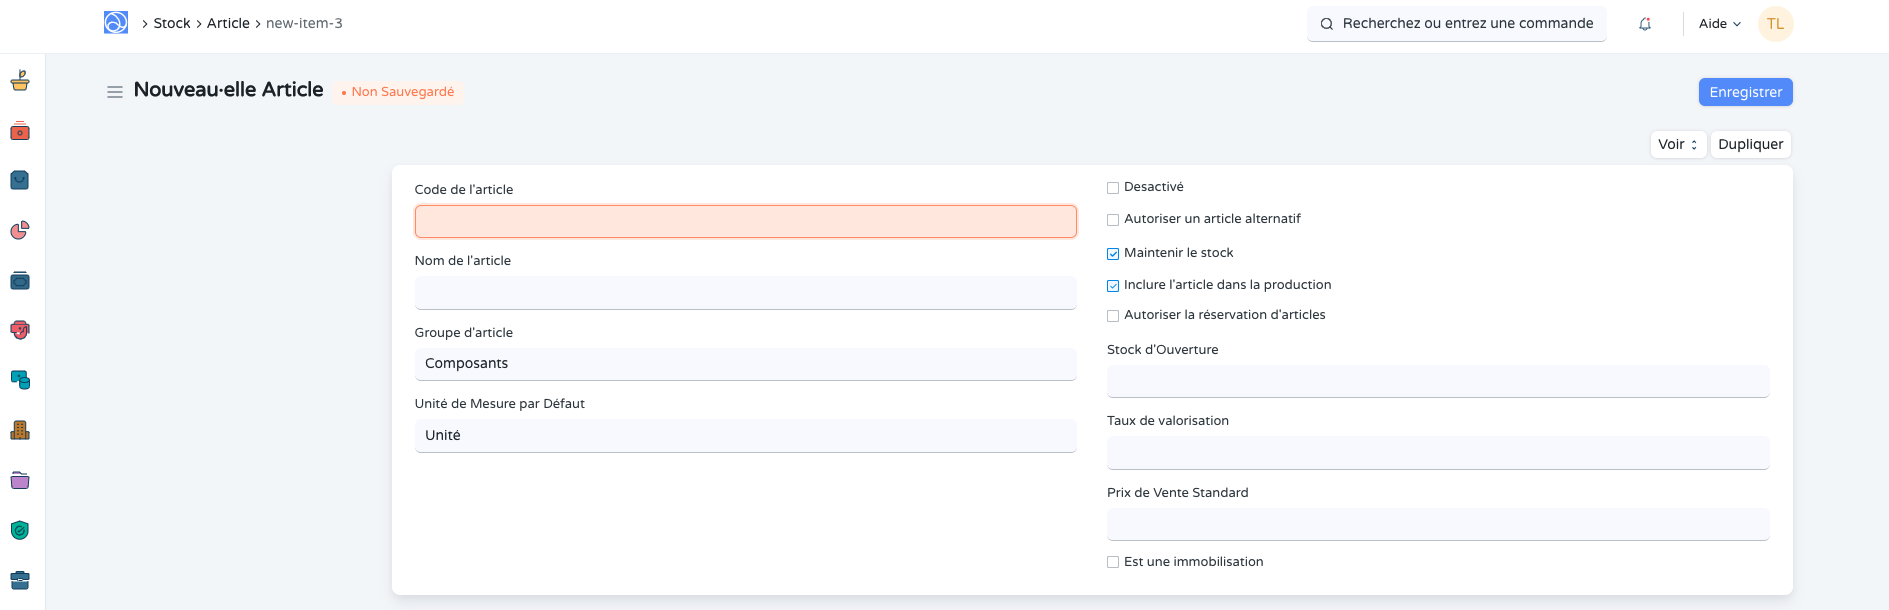 Stock
Article
new-item-3
Recherchez ou entrez une commande
Aide
TL
Nouveau·elle Article
Non Sauvegardé
Enregistrer
Voir
Dupliquer
Code de l'article
Nom de l'article
Groupe d'article
Composants
Unité de Mesure par Défaut
Unité
Desactivé
Autoriser un article alternatif
Maintenir le stock
Inclure l'article dans la production
Autoriser la réservation d'articles
Stock d'Ouverture
Taux de valorisation
Prix de Vente Standard
Est une immobilisation